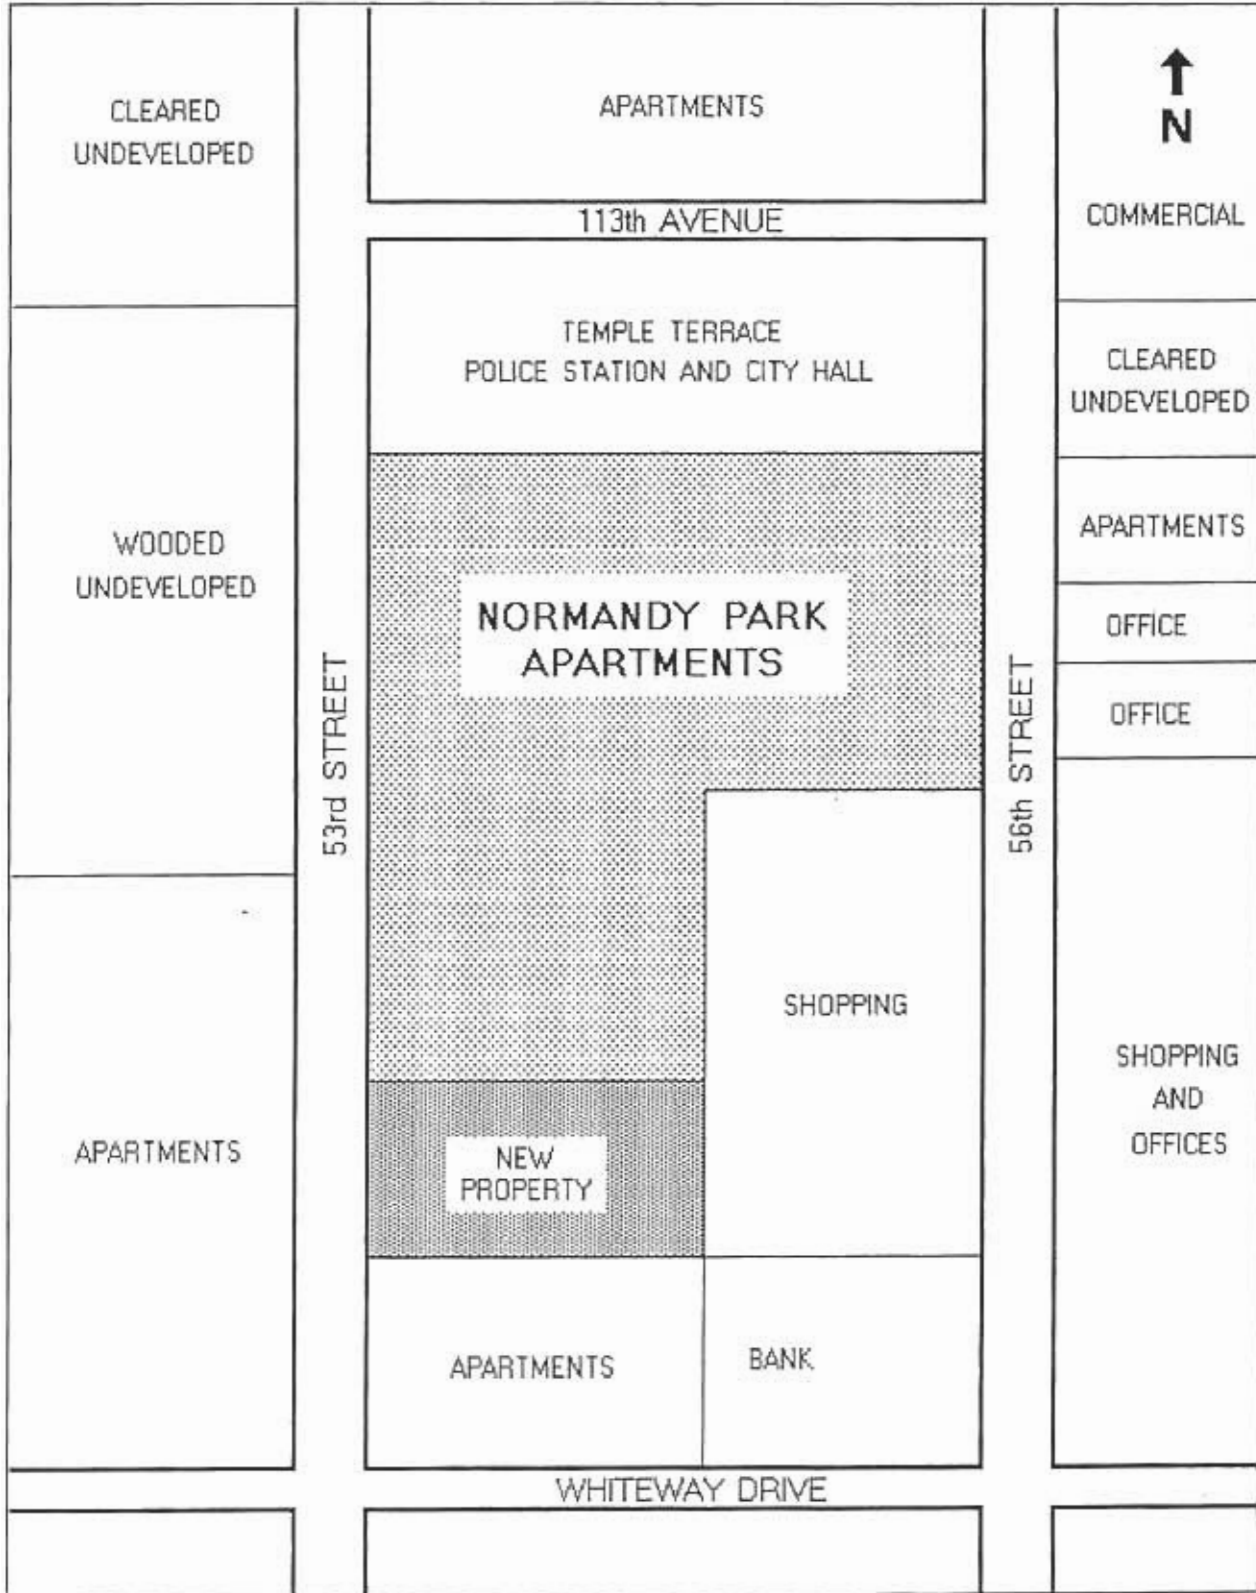 CLEARED
UNDEVELOPED
APARTMENTS
N
COMMERCIAL
113th AVENUE
TEMPLE TERRACE
POLICE STATION AND CITY HALL
CLEARED
UNDEVELOPED
WOODED
UNDEVELOPED
NORMANDY PARK
APARTMENTS
APARTMENTS
OFFICE
OFFICE
53rd STREET
56th STREET
SHOPPING
SHOPPING
AND
OFFICES
APARTMENTS
NEW
PROPERTY
APARTMENTS
BANK
WHITEWAY DRIVE